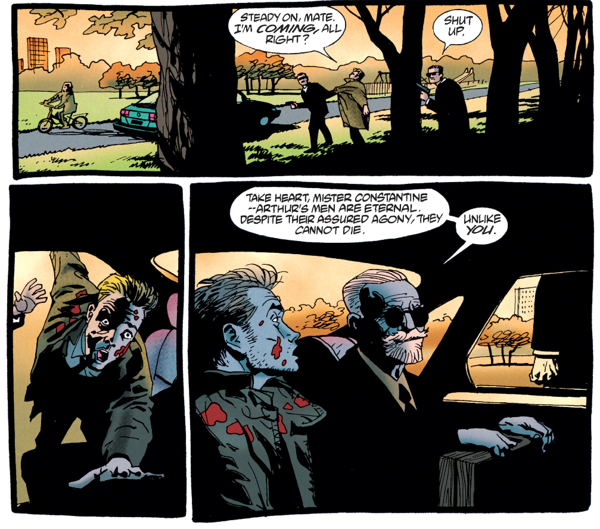 STEADY ON, MATE.
I'M COMING, ALL
RIGHT?
SHUT
UP.
TAKE HEART, MISTER CONSTANTINE
--ARTHUR'S MEN ARE ETERNAL.
DESPITE THEIR ASSURED AGONY, THEY
CANNOT DIE.
UNLIKE
YOU.